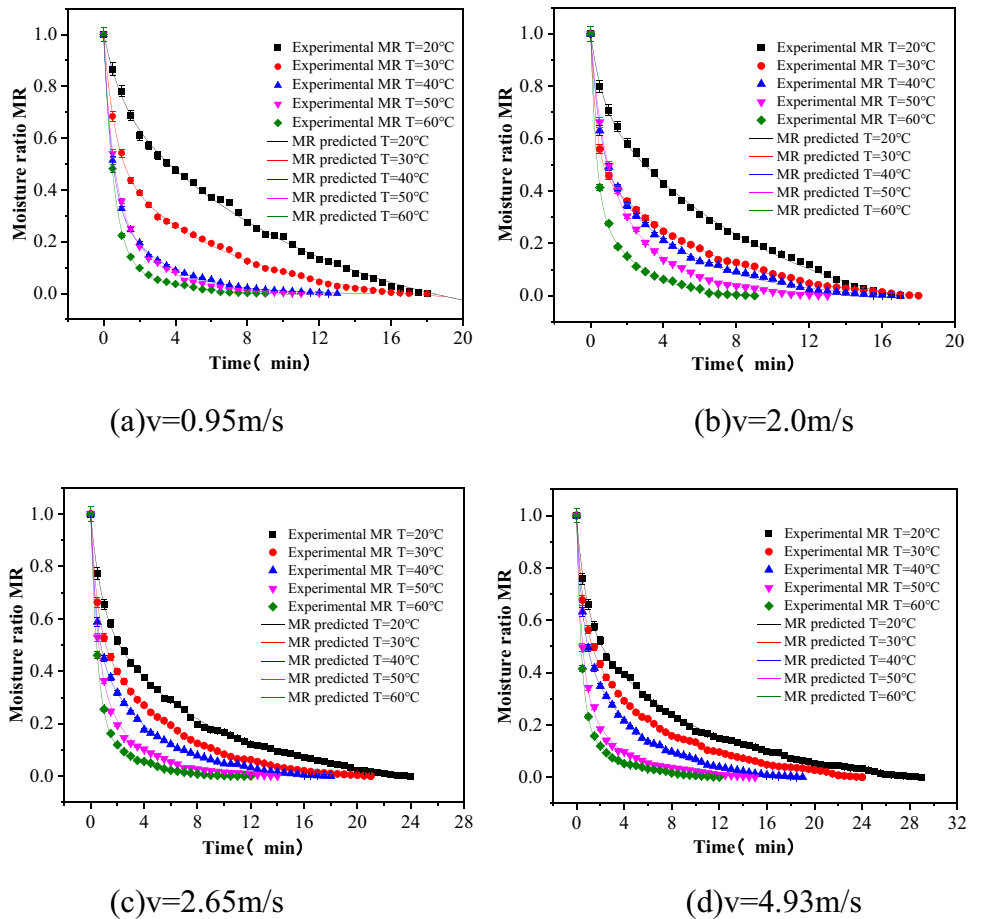 Moisture ratio MR
1.0
0.8
0.6
0.4
0.2
0.0
Experimental MR T=20℃
Experimental MR T=30℃
Experimental MR T=40℃
Experimental MR T=50℃
Experimental MR T=60℃
MR predicted T=20℃
MR predicted T=30℃
MR predicted T=40℃
MR predicted T=50℃
MR predicted T=60℃
0 4 8 12 16 20
Time( min)
(a)v=0.95m/s
Moisture ratio MR
1.0
0.8
0.6
0.4
0.2
0.0
Experimental MR T=20℃
Experimental MR T=30℃
Experimental MR T=40℃
Experimental MR T=50℃
Experimental MR T=60℃
MR predicted T=20℃
MR predicted T=30℃
MR predicted T=40℃
MR predicted T=50℃
MR predicted T=60℃
0 4 8 12 16 20
Time( min)
(b)v=2.0m/s
Moisture ratio MR
1.0
0.8
0.6
0.4
0.2
0.0
Experimental MR T=20℃
Experimental MR T=30℃
Experimental MR T=40℃
Experimental MR T=50℃
Experimental MR T=60℃
MR predicted T=20℃
MR predicted T=30℃
MR predicted T=40℃
MR predicted T=50℃
MR predicted T=60℃
0 4 8 12 16 20 24 28
Time( min)
(c)v=2.65m/s
Moisture ratio MR
1.0
0.8
0.6
0.4
0.2
0.0
Experimental MR T=20℃
Experimental MR T=30℃
Experimental MR T=40℃
Experimental MR T=50℃
Experimental MR T=60℃
MR predicted T=20℃
MR predicted T=30℃
MR predicted T=40℃
MR predicted T=50℃
MR predicted T=60℃
0 4 8 12 16 20 24 28 32
Time( min)
(d)v=4.93m/s